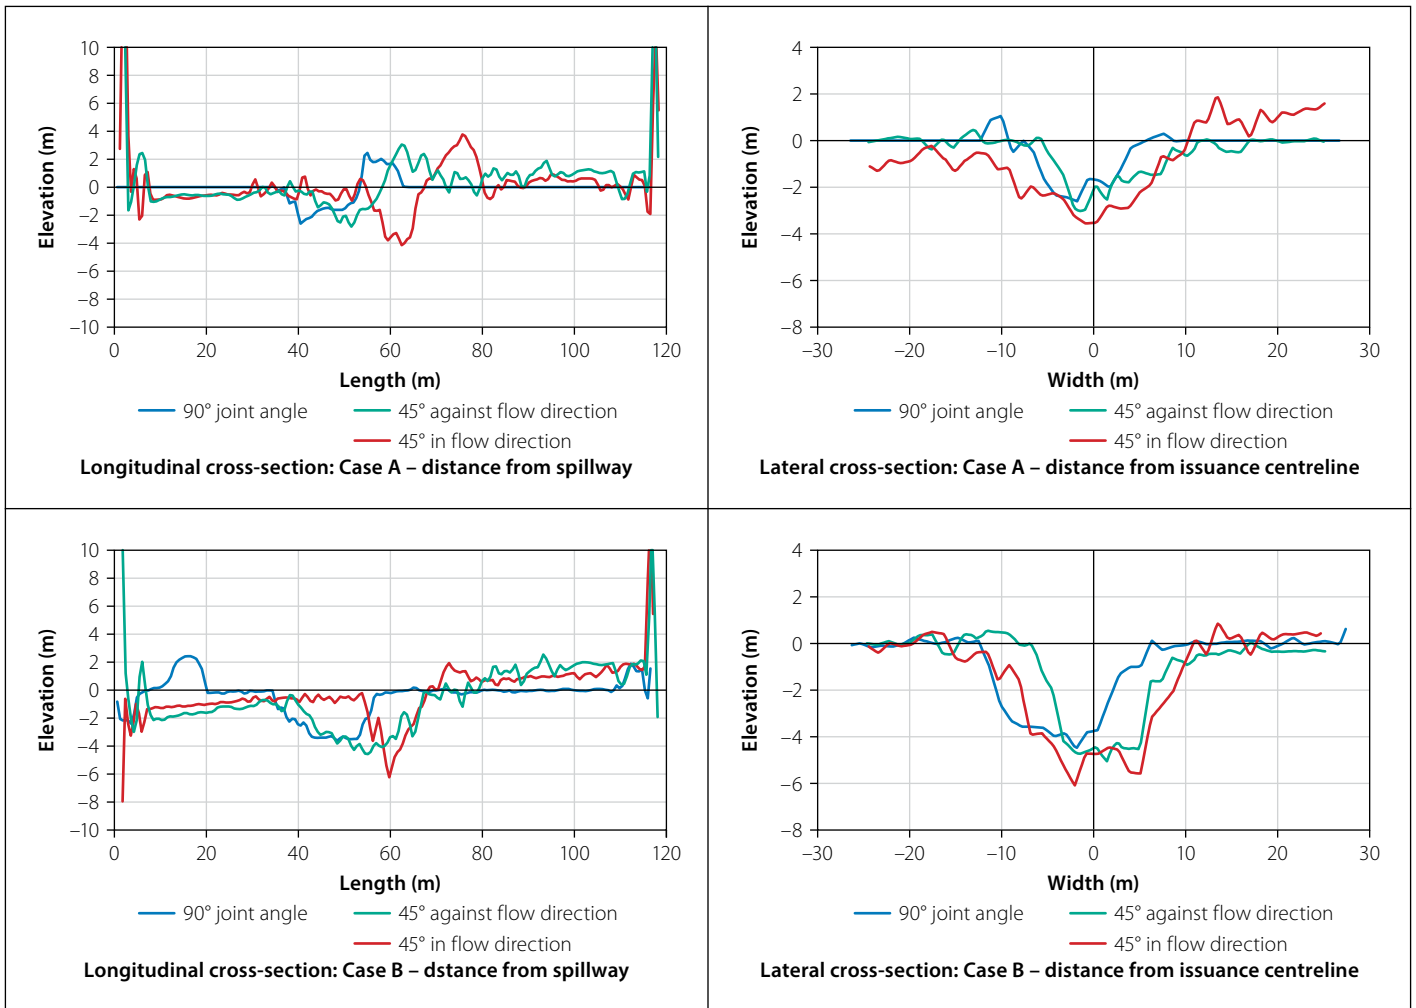 10
8
6
4
2
0
–2
–4
–6
–8
–10
Elevation (m)
0 20 40 60 80 100 120
Length (m)
90° joint angle 45° against flow direction
45° in flow direction
Longitudinal cross-section: Case A – distance from spillway
4
2
0
–2
–4
–6
–8
Elevation (m)
–30 –20 –10 0 10 20 30
Width (m)
90° joint angle 45° against flow direction
45° in flow direction
Lateral cross-section: Case A – distance from issuance centreline
10
8
6
4
2
0
–2
–4
–6
–8
–10
Elevation (m)
0 20 40 60 80 100 120
Length (m)
90° joint angle 45° against flow direction
45° in flow direction
Longitudinal cross-section: Case B – dstance from spillway
4
2
0
–2
–4
–6
–8
Elevation (m)
–30 –20 –10 0 10 20 30
Width (m)
90° joint angle 45° against flow direction
45° in flow direction
Lateral cross-section: Case B – distance from issuance centreline